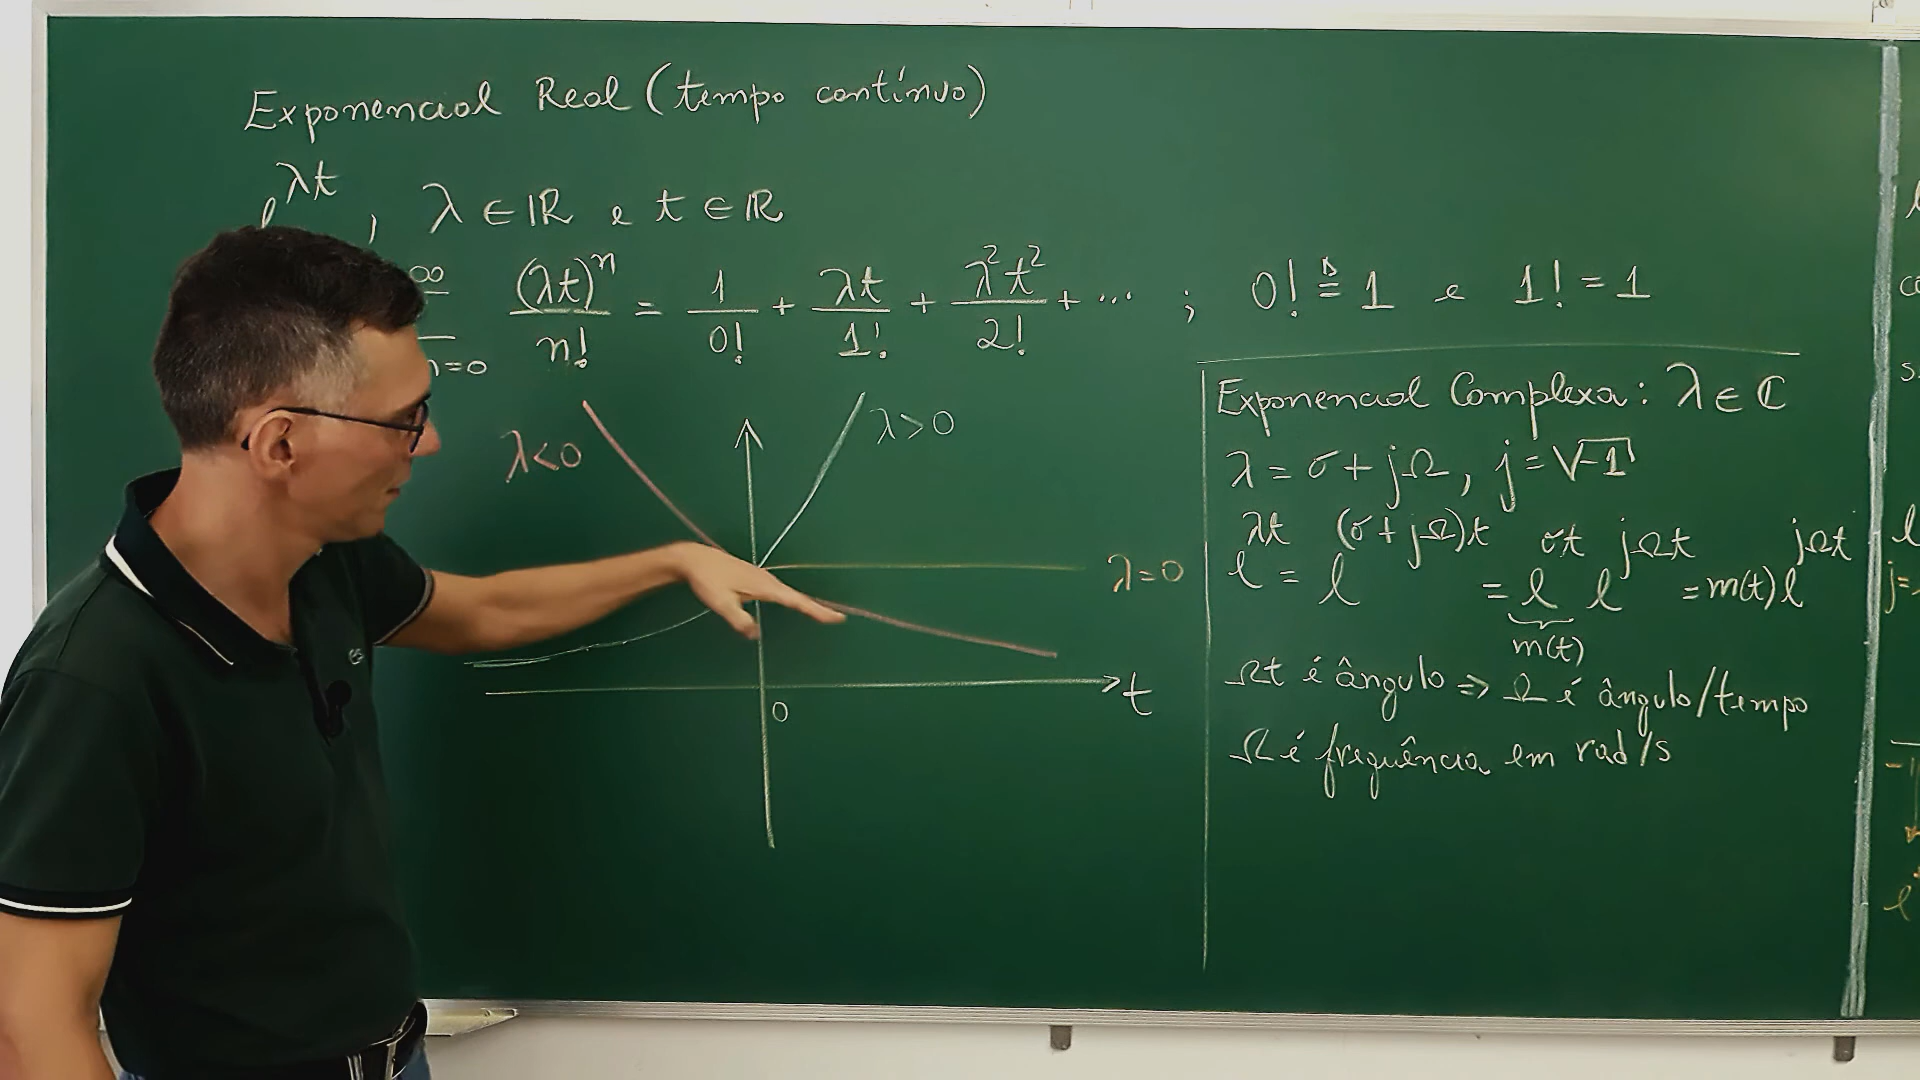 Exponencial Real (tempo contínuo)
e^{λt}, λ ∈ ℝ e t ∈ ℝ
∞ n=0 (λt)^n/n! = 1/0! + λt/1! + λ²t²/2! + ... ; 0! ≜ 1 e 1! = 1
λ<0
λ>0
λ=0
t
0
Exponencial Complexa: λ ∈ ℂ
λ = σ + jΩ, j = √-1
e^{λt} = e^{(σ+jΩ)t} = e^{σt} e^{jΩt} = m(t) e^{jΩt}
m(t)
Ωt é ângulo => Ω é ângulo/tempo
Ω é frequência em rad/s